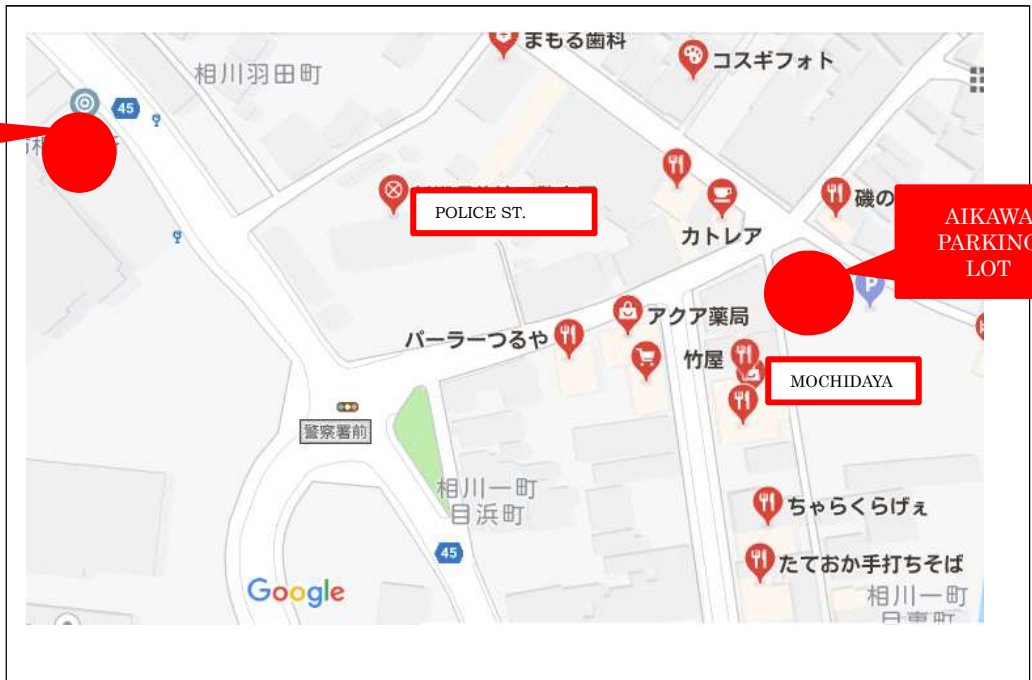 まもる歯科
コスギフォト
相川羽田町
45
POLICE ST.
磯の
カトレア
AIKAWA
PARKING
LOT
P
アクア薬局
パーラーつるや
竹屋
MOCHIDAYA
警察署前
相川一町
目浜町
ちゃらくらげぇ
45
たておか手打ちそば
Google
相川一町